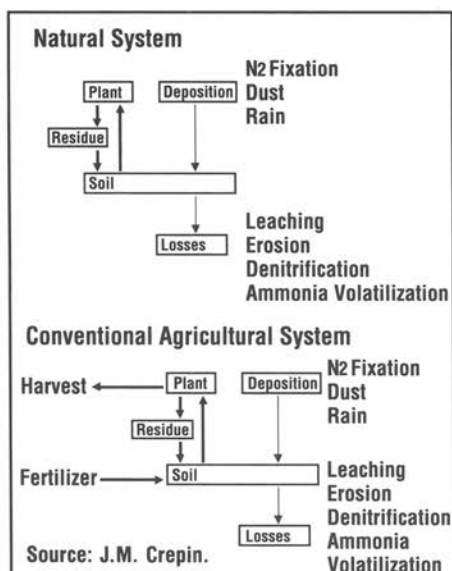 Natural System
N2 Fixation
Plant
Deposition
Dust
Rain
Residue
Soil
Leaching
Losses
Erosion
Denitrification
Ammonia Volatilization
Conventional Agricultural System
N2 Fixation
Harvest
Plant
Deposition
Dust
Rain
Residue
Fertilizer
Soil
Leaching
Erosion
Denitrification
Losses
Ammonia
Volatilization
Source: J.M. Crepin.